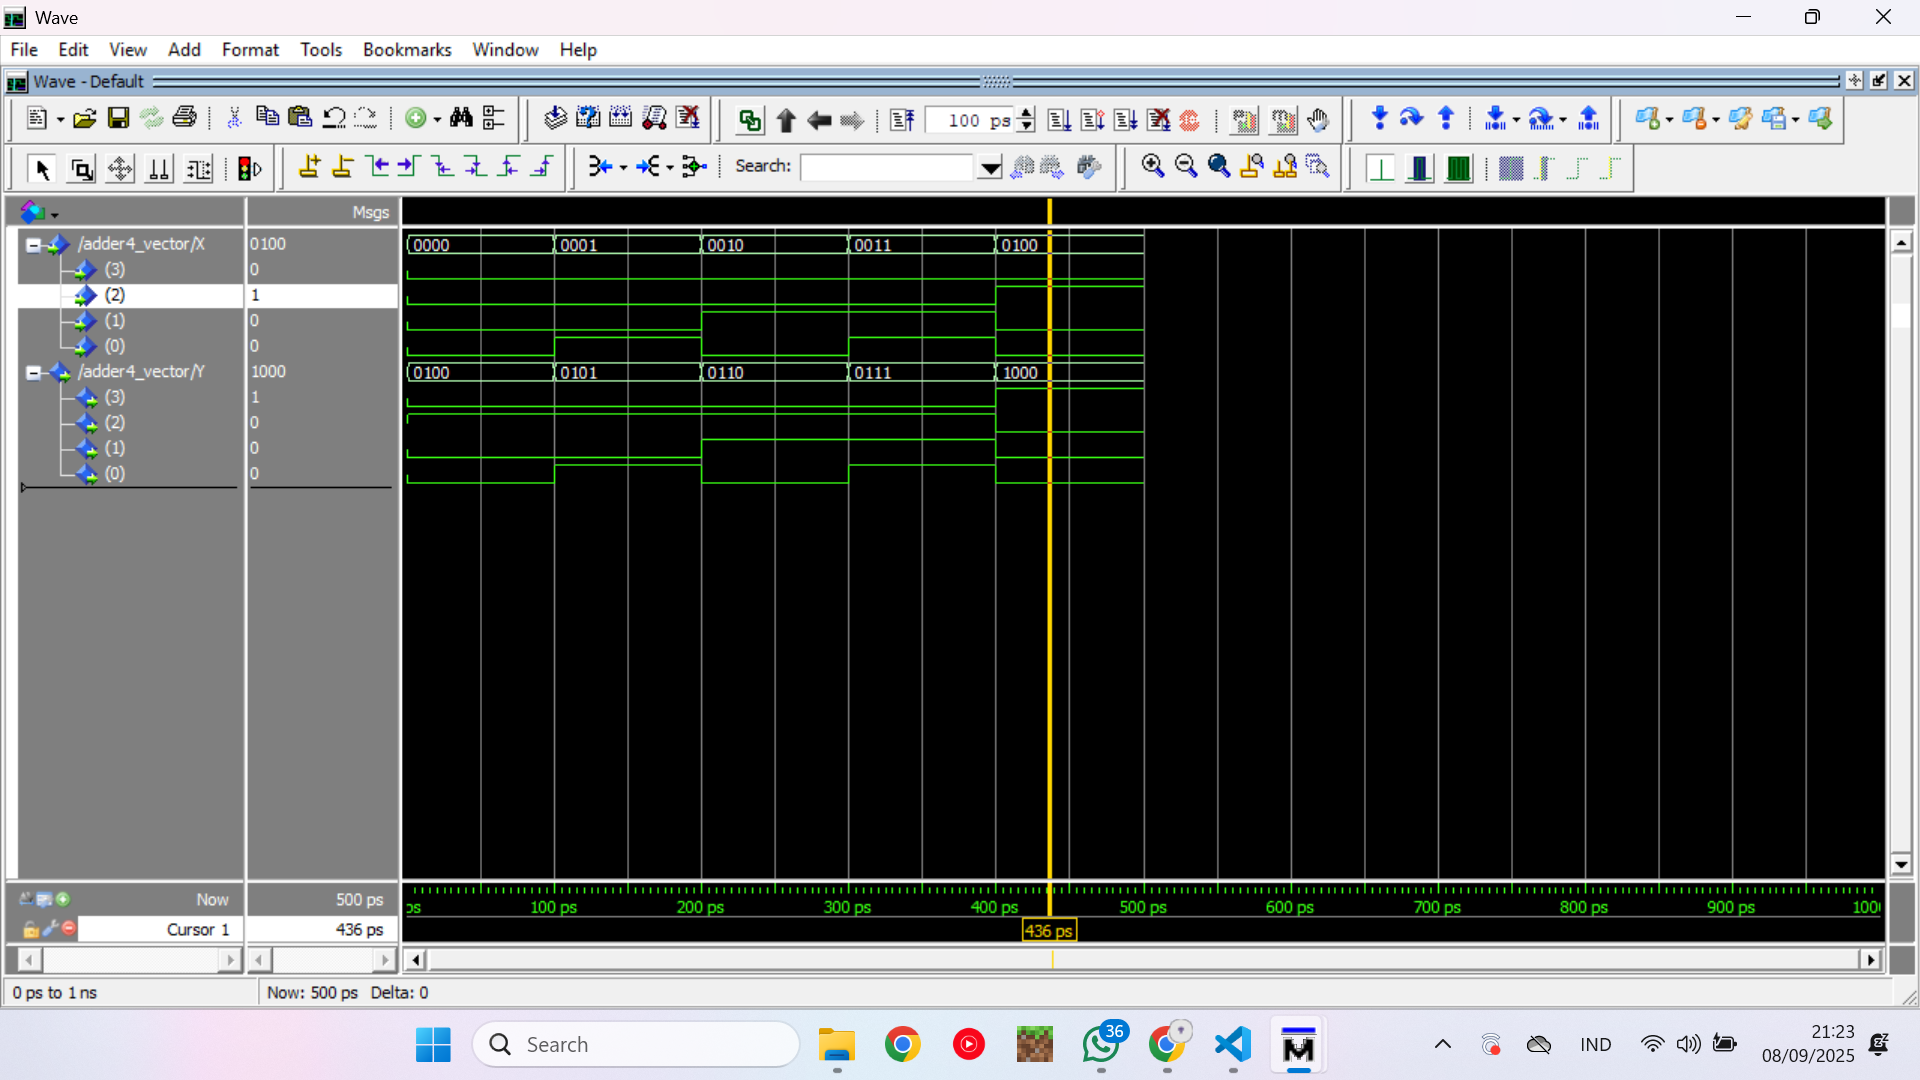 Wave
File Edit View Add Format Tools Bookmarks Window Help
Wave - Default
100 ps
Search:
Msgs
/adder4_vector/X 0100 0000 0001 0010 0011 0100
(3) 0
(2) 1
(1) 0
(0) 0
/adder4_vector/Y 1000 0100 0101 0110 0111 1000
(3) 1
(2) 0
(1) 0
(0) 0
Now 500 ps
ps 100 ps 200 ps 300 ps 400 ps 500 ps 600 ps 700 ps 800 ps 900 ps 100
Cursor 1 436 ps 436 ps
0 ps to 1 ns Now: 500 ps Delta: 0
Search 36 IND 21:23
08/09/2025